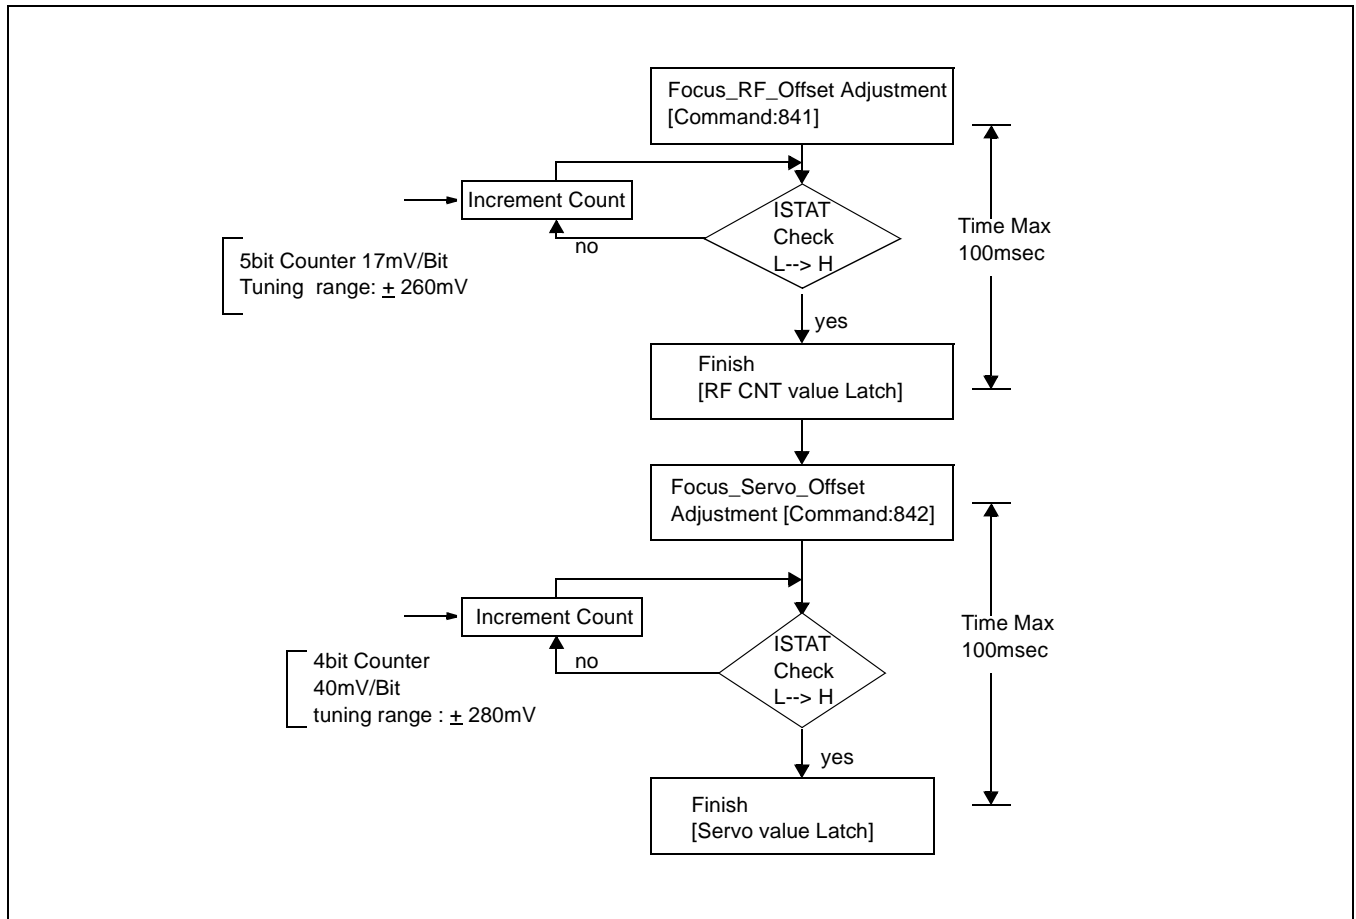 Focus_RF_Offset Adjustment
[Command:841]
Increment Count
ISTAT
Check
L--> H
no
Time Max
100msec
5bit Counter 17mV/Bit
Tuning range: ± 260mV
yes
Finish
[RF CNT value Latch]
Focus_Servo_Offset
Adjustment [Command:842]
Increment Count
ISTAT
Check
L--> H
no
Time Max
100msec
4bit Counter
40mV/Bit
tuning range : ± 280mV
yes
Finish
[Servo value Latch]